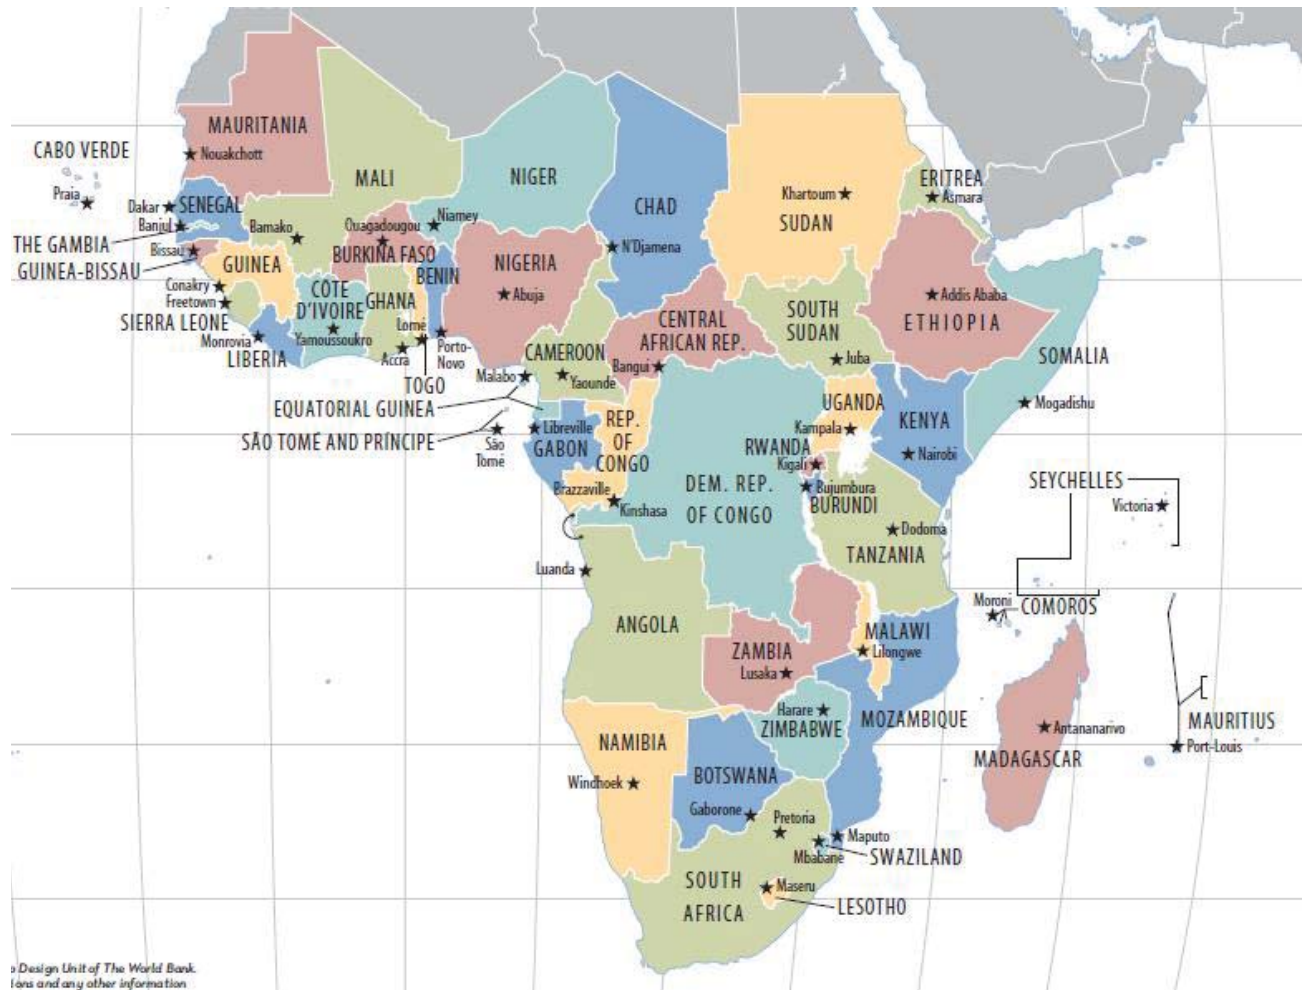 MAURITANIA
Nouakchott
CABO VERDE
Praia
MALI
NIGER
CHAD
Khartoum
SUDAN
ERITREA
Asmara
Dakar
SENEGAL
Banjul
THE GAMBIA
Bissau
GUINEA-BISSAU
Bamako
Ouagadougou
BURKINA FASO
Niamey
N'Djamena
GUINEA
Conakry
Freetown
SIERRA LEONE
Monrovia
LIBERIA
CÔTE
D'IVOIRE
Yamoussoukro
GHANA
Accra
Lomé
TOGO
BENIN
Porto-
Novo
NIGERIA
Abuja
CENTRAL
AFRICAN REP.
Bangui
SOUTH
SUDAN
Juba
Addis Ababa
ETHIOPIA
SOMALIA
Mogadishu
CAMEROON
Yaounde
Malabo
EQUATORIAL GUINEA
SÃO TOMÉ AND PRÍNCIPE
São
Tomé
Libreville
GABON
REP.
OF
CONGO
Brazzaville
Kinshasa
DEM. REP.
OF CONGO
UGANDA
Kampala
KENYA
Nairobi
RWANDA
Kigali
Bujumbura
BURUNDI
Dodoma
TANZANIA
SEYCHELLES
Victoria
Luanda
ANGOLA
ZAMBIA
Lusaka
MALAWI
Lilongwe
Moroni
COMOROS
Harare
ZIMBABWE
MOZAMBIQUE
Antananarivo
MADAGASCAR
MAURITIUS
Port-Louis
NAMIBIA
Windhoek
BOTSWANA
Gaborone
Pretoria
Maputo
Mbabane
SWAZILAND
SOUTH
AFRICA
Maseru
LESOTHO
Design Unit of The World Bank.
and any other information